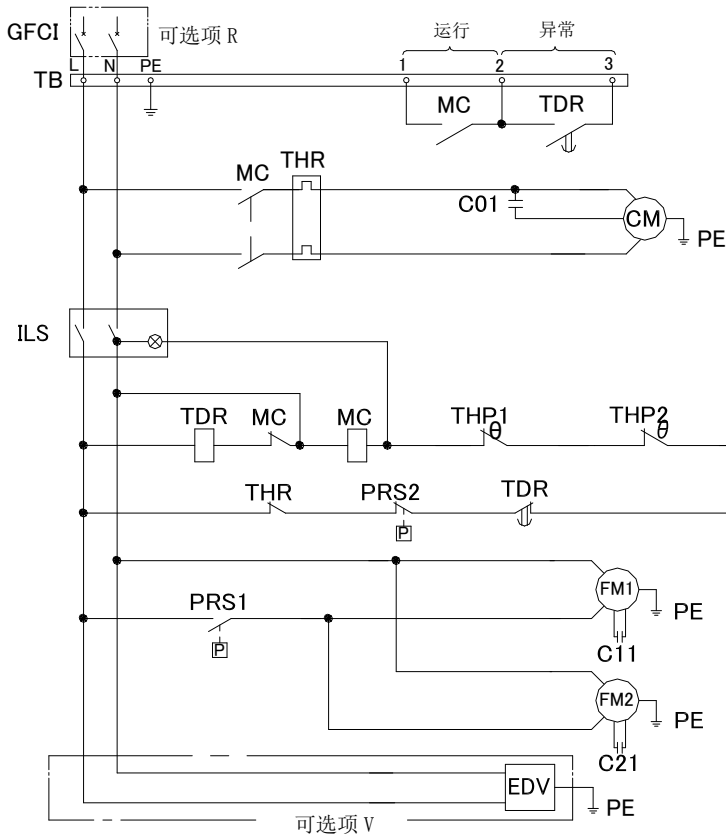 GFCI
可选项 R
L N PE
TB
运行 异常
1 2 3
MC TDR
MC THR
C01
CM
PE
ILS
TDR MC MC THP1 THP2
θ θ
THR PRS2 TDR
P
FM1
PRS1
PE
P
C11
FM2
PE
C21
EDV
PE
可选项 V